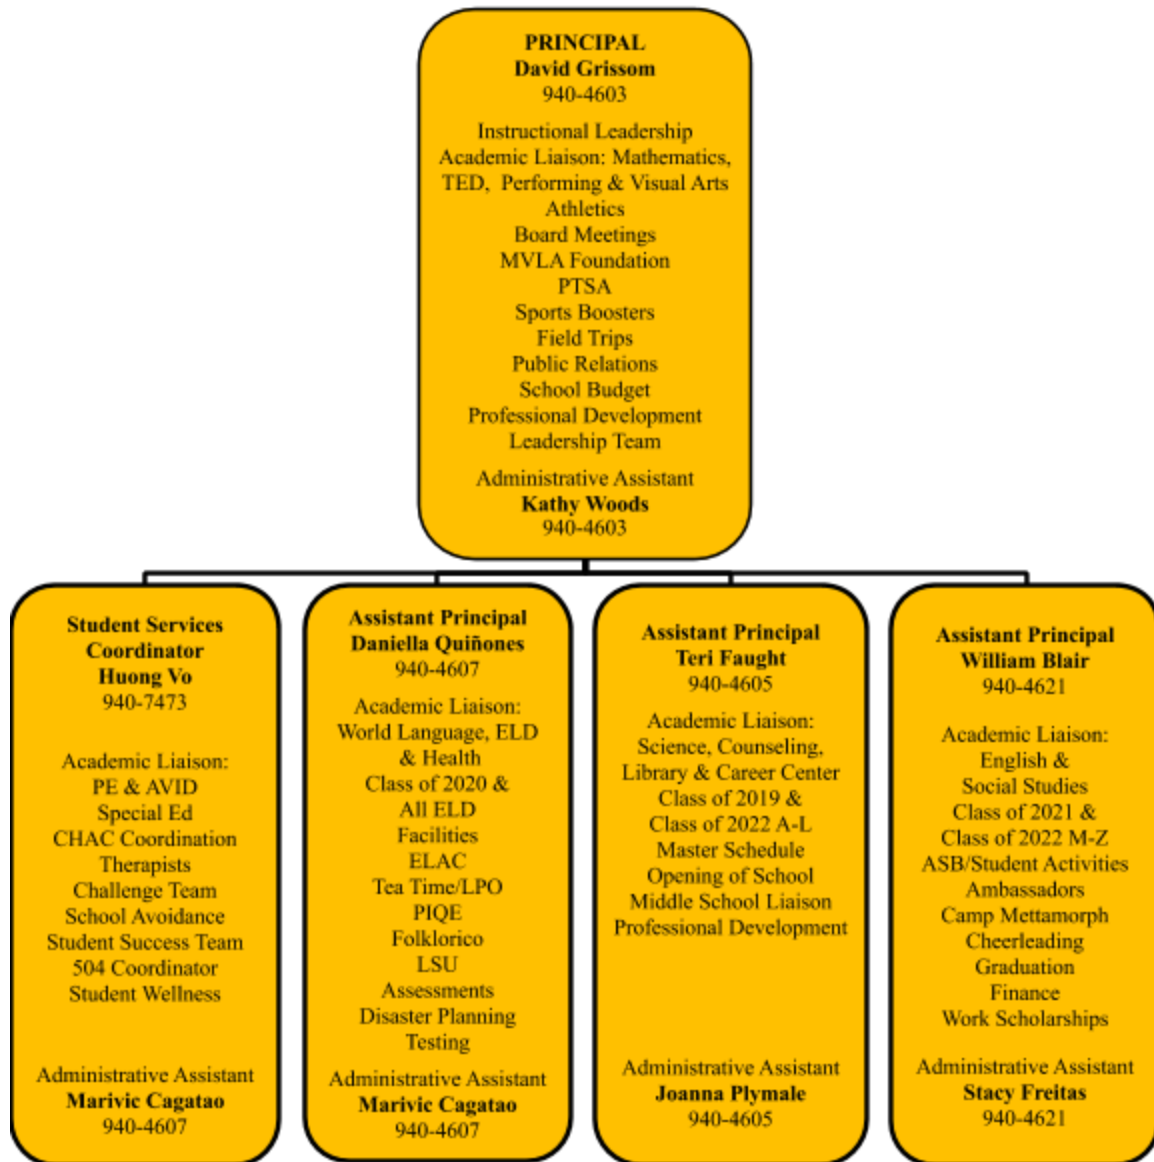 PRINCIPAL
David Grissom
940-4603
Instructional Leadership
Academic Liaison: Mathematics,
TED, Performing & Visual Arts
Athletics
Board Meetings
MVLA Foundation
PTSA
Sports Boosters
Field Trips
Public Relations
School Budget
Professional Development
Leadership Team
Administrative Assistant
Kathy Woods
940-4603
Student Services
Coordinator
Huong Vo
940-7473
Academic Liaison:
PE & AVID
Special Ed
CHAC Coordination
Therapists
Challenge Team
School Avoidance
Student Success Team
504 Coordinator
Student Wellness
Administrative Assistant
Marivic Cagatao
940-4607
Assistant Principal
Daniella Quiñones
940-4607
Academic Liaison:
World Language, ELD
& Health
Class of 2020 &
All ELD
Facilities
ELAC
Tea Time/LPO
PIQE
Folklorico
LSU
Assessments
Disaster Planning
Testing
Administrative Assistant
Marivic Cagatao
940-4607
Assistant Principal
Teri Faught
940-4605
Academic Liaison:
Science, Counseling,
Library & Career Center
Class of 2019 &
Class of 2022 A-L
Master Schedule
Opening of School
Middle School Liaison
Professional Development
Administrative Assistant
Joanna Plymale
940-4605
Assistant Principal
William Blair
940-4621
Academic Liaison:
English &
Social Studies
Class of 2021 &
Class of 2022 M-Z
ASB/Student Activities
Ambassadors
Camp Mettamorph
Cheerleading
Graduation
Finance
Work Scholarships
Administrative Assistant
Stacy Freitas
940-4621